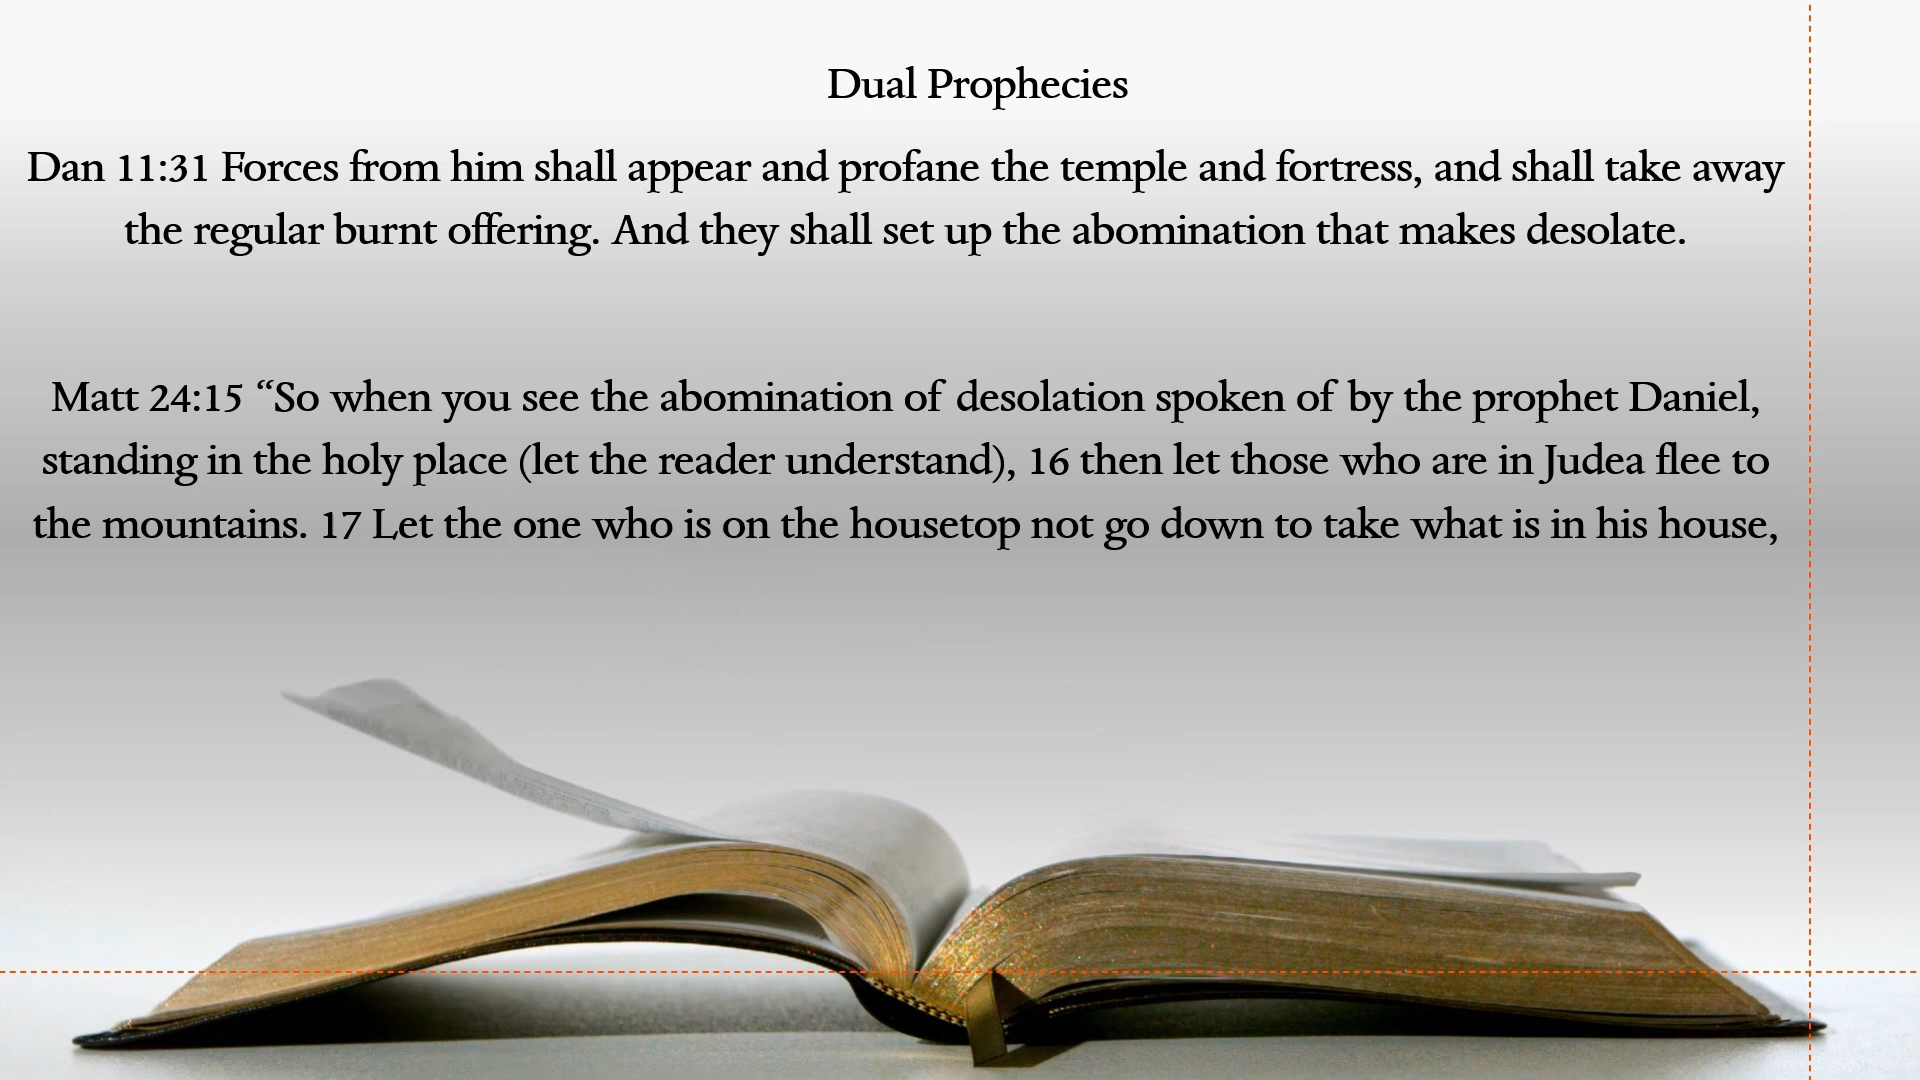 Dual Prophecies
Dan 11:31 Forces from him shall appear and profane the temple and fortress, and shall take away
the regular burnt offering. And they shall set up the abomination that makes desolate.
Matt 24:15 “So when you see the abomination of desolation spoken of by the prophet Daniel,
standing in the holy place (let the reader understand), 16 then let those who are in Judea flee to
the mountains. 17 Let the one who is on the housetop not go down to take what is in his house,